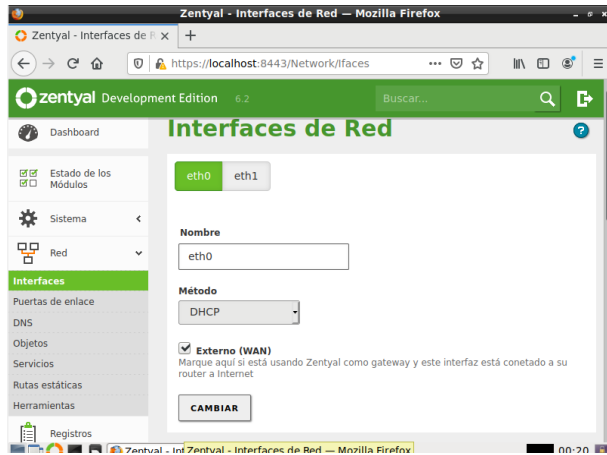 Zentyal - Interfaces de Red — Mozilla Firefox
Zentyal - Interfaces de R
https://localhost:8443/Network/Ifaces
zentyal Development Edition 6.2
Buscar...
Dashboard
Estado de los
Módulos
Sistema
Red
Interfaces
Puertas de enlace
DNS
Objetos
Servicios
Rutas estáticas
Herramientas
Registros
Interfaces de Red
?
eth0 eth1
Nombre
eth0
Método
DHCP
Externo (WAN)
Marque aquí si está usando Zentyal como gateway y este interfaz está conetado a su
router a Internet
CAMBIAR
Zentyal - Int
Zentyal - Interfaces de Red — Mozilla Firefox
00:20